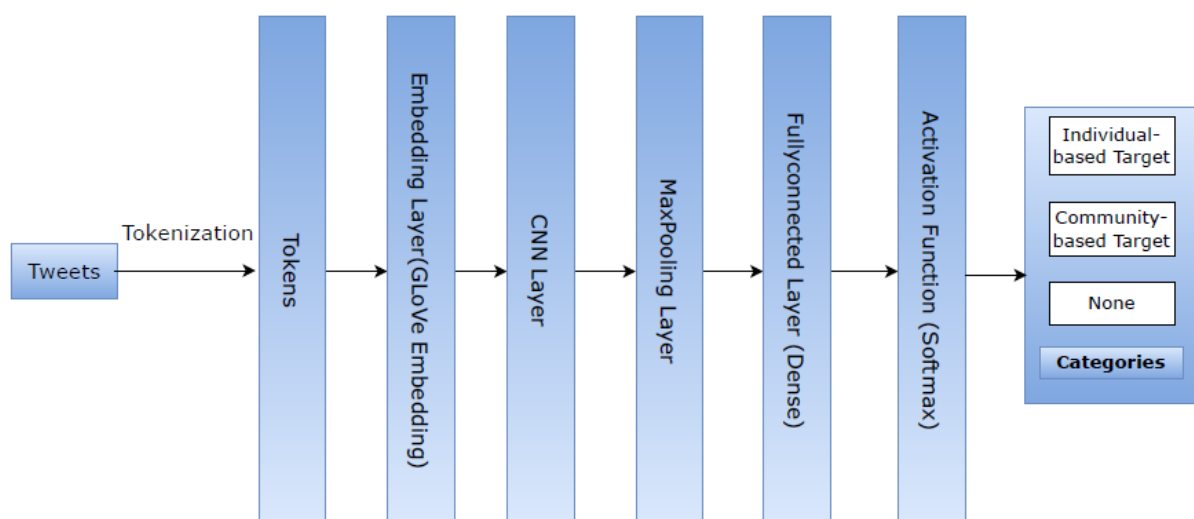 Tweets
Tokenization
Tokens
Embedding Layer(GLoVe Embedding)
CNN Layer
MaxPooling Layer
Fullyconnected Layer (Dense)
Activation Function (Softmax)
Individual-
based Target
Community-
based Target
None
Categories